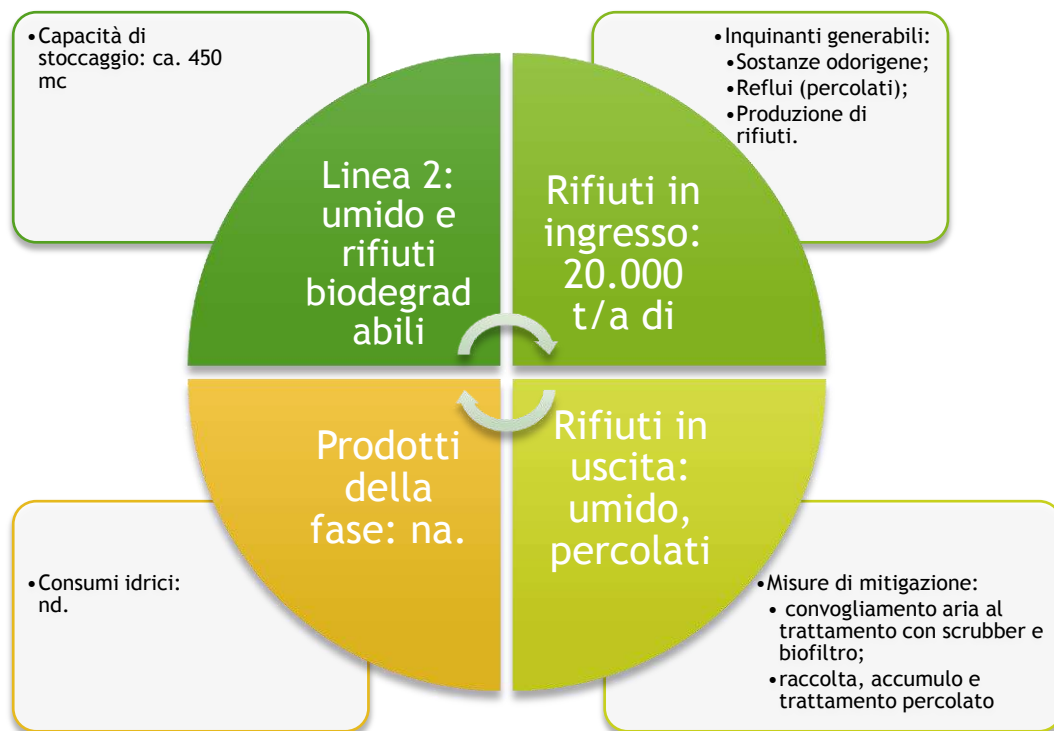 •Capacità di
stoccaggio: ca. 450
mc
•Inquinanti generabili:
•Sostanze odorigene;
•Reflui (percolati);
•Produzione di
rifiuti.
Linea 2:
umido e
rifiuti
biodegrad
abili
Rifiuti in
ingresso:
20.000
t/a di
Prodotti
della
fase: na.
Rifiuti in
uscita:
umido,
percolati
•Consumi idrici:
nd.
•Misure di mitigazione:
• convogliamento aria al
trattamento con scrubber e
biofiltro;
•raccolta, accumulo e
trattamento percolato